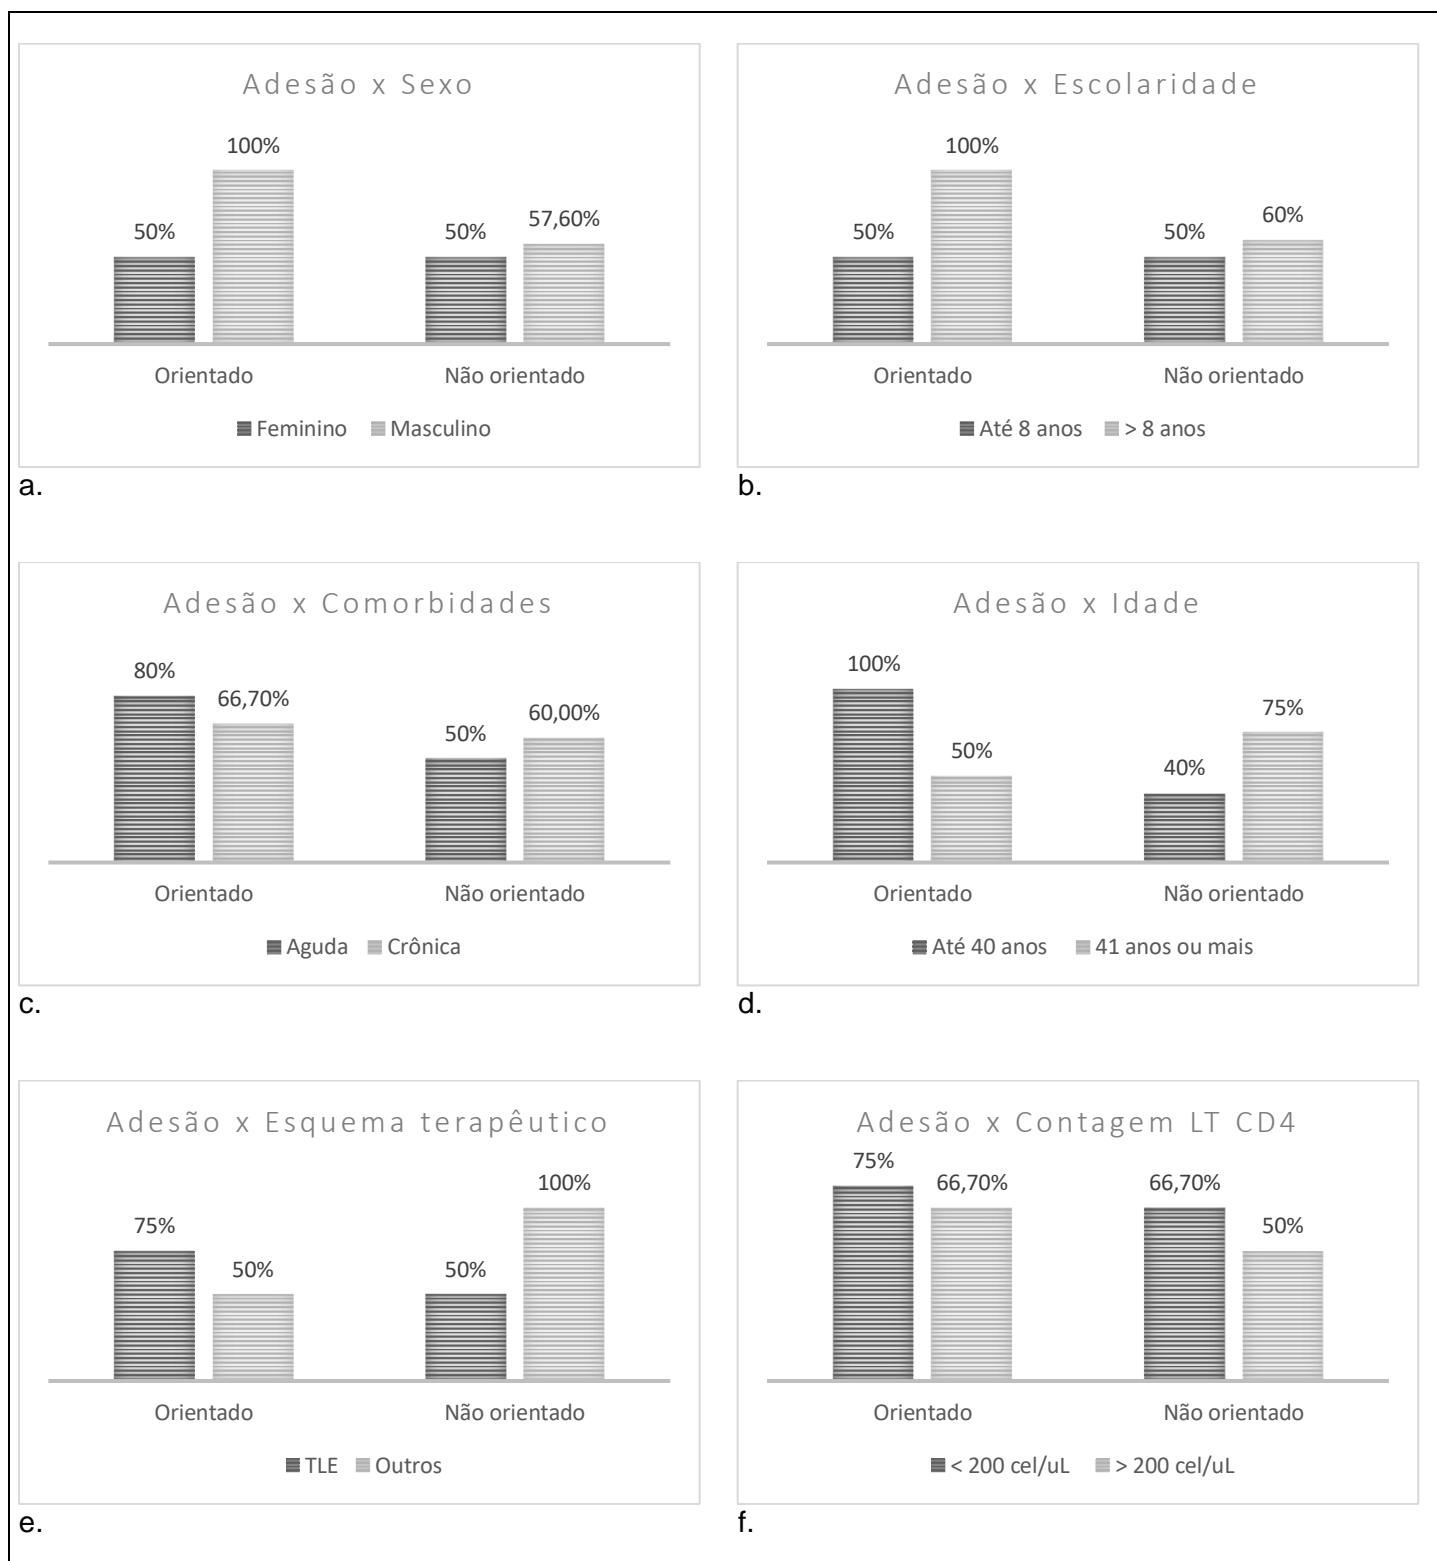 Adesão x Sexo
100%
50%
50%
57,60%
Orientado
Não orientado
Feminino
Masculino
a.
Adesão x Escolaridade
100%
50%
50%
60%
Orientado
Não orientado
Até 8 anos
> 8 anos
b.
Adesão x Comorbidades
80%
66,70%
50%
60,00%
Orientado
Não orientado
Aguda
Crônica
c.
Adesão x Idade
100%
50%
40%
75%
Orientado
Não orientado
Até 40 anos
41 anos ou mais
d.
Adesão x Esquema terapêutico
75%
50%
50%
100%
Orientado
Não orientado
TLE
Outros
e.
Adesão x Contagem LT CD4
75%
66,70%
66,70%
50%
Orientado
Não orientado
< 200 cel/uL
> 200 cel/uL
f.